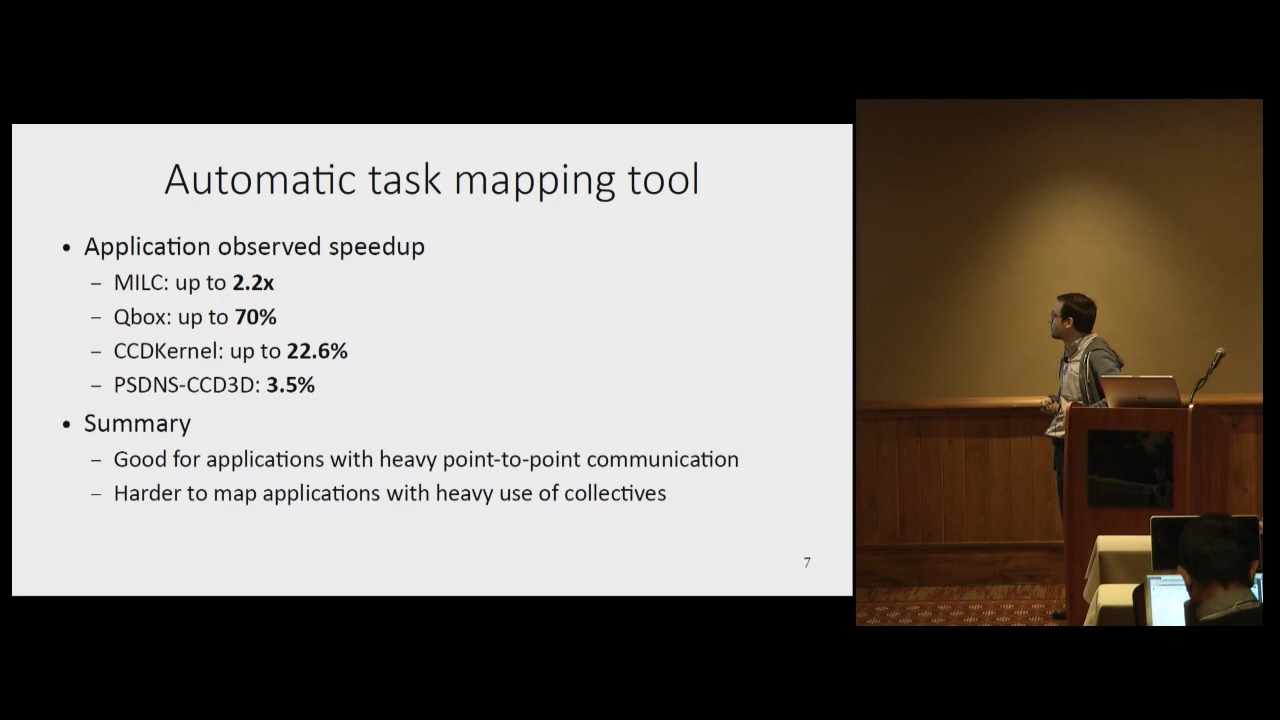 Automatic task mapping tool
• Application observed speedup
– MILC: up to 2.2x
– Qbox: up to 70%
– CCDKernel: up to 22.6%
– PSDNS-CCD3D: 3.5%
• Summary
– Good for applications with heavy point-to-point communication
– Harder to map applications with heavy use of collectives
7